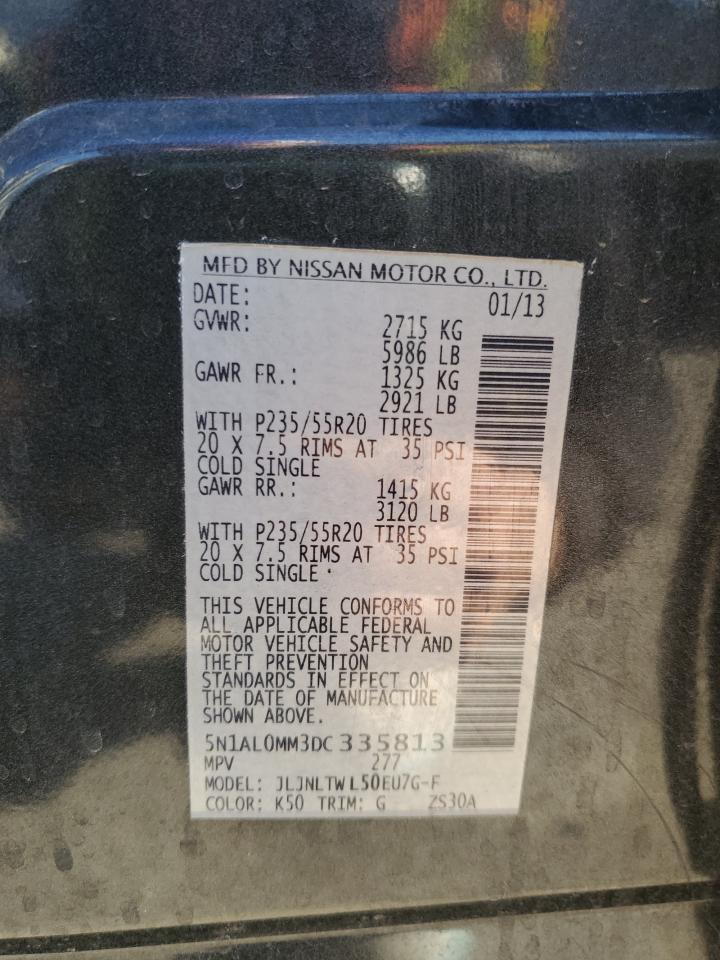 MFD BY NISSAN MOTOR CO., LTD.
DATE: 01/13
GVWR: 2715 KG
5986 LB
GAWR FR.: 1325 KG
2921 LB
WITH P235/55R20 TIRES
20 X 7.5 RIMS AT 35 PSI
COLD SINGLE
GAWR RR.: 1415 KG
3120 LB
WITH P235/55R20 TIRES
20 X 7.5 RIMS AT 35 PSI
COLD SINGLE
THIS VEHICLE CONFORMS TO
ALL APPLICABLE FEDERAL
MOTOR VEHICLE SAFETY AND
THEFT PREVENTION
STANDARDS IN EFFECT ON
THE DATE OF MANUFACTURE
SHOWN ABOVE.
5N1AL0MM3DC335813
MPV 277
MODEL: JLJNLTWL50EU7G-F
COLOR: K50 TRIM: G ZS30A